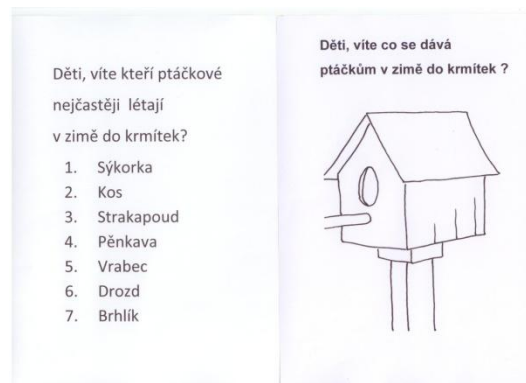 Děti, víte kteří ptáčkové
nejčastěji létají
v zimě do krmítek?
1. Sýkorka
2. Kos
3. Strakapoud
4. Pěnkava
5. Vrabec
6. Drozd
7. Brhlík
Děti, víte co se dává
ptáčkům v zimě do krmítek ?